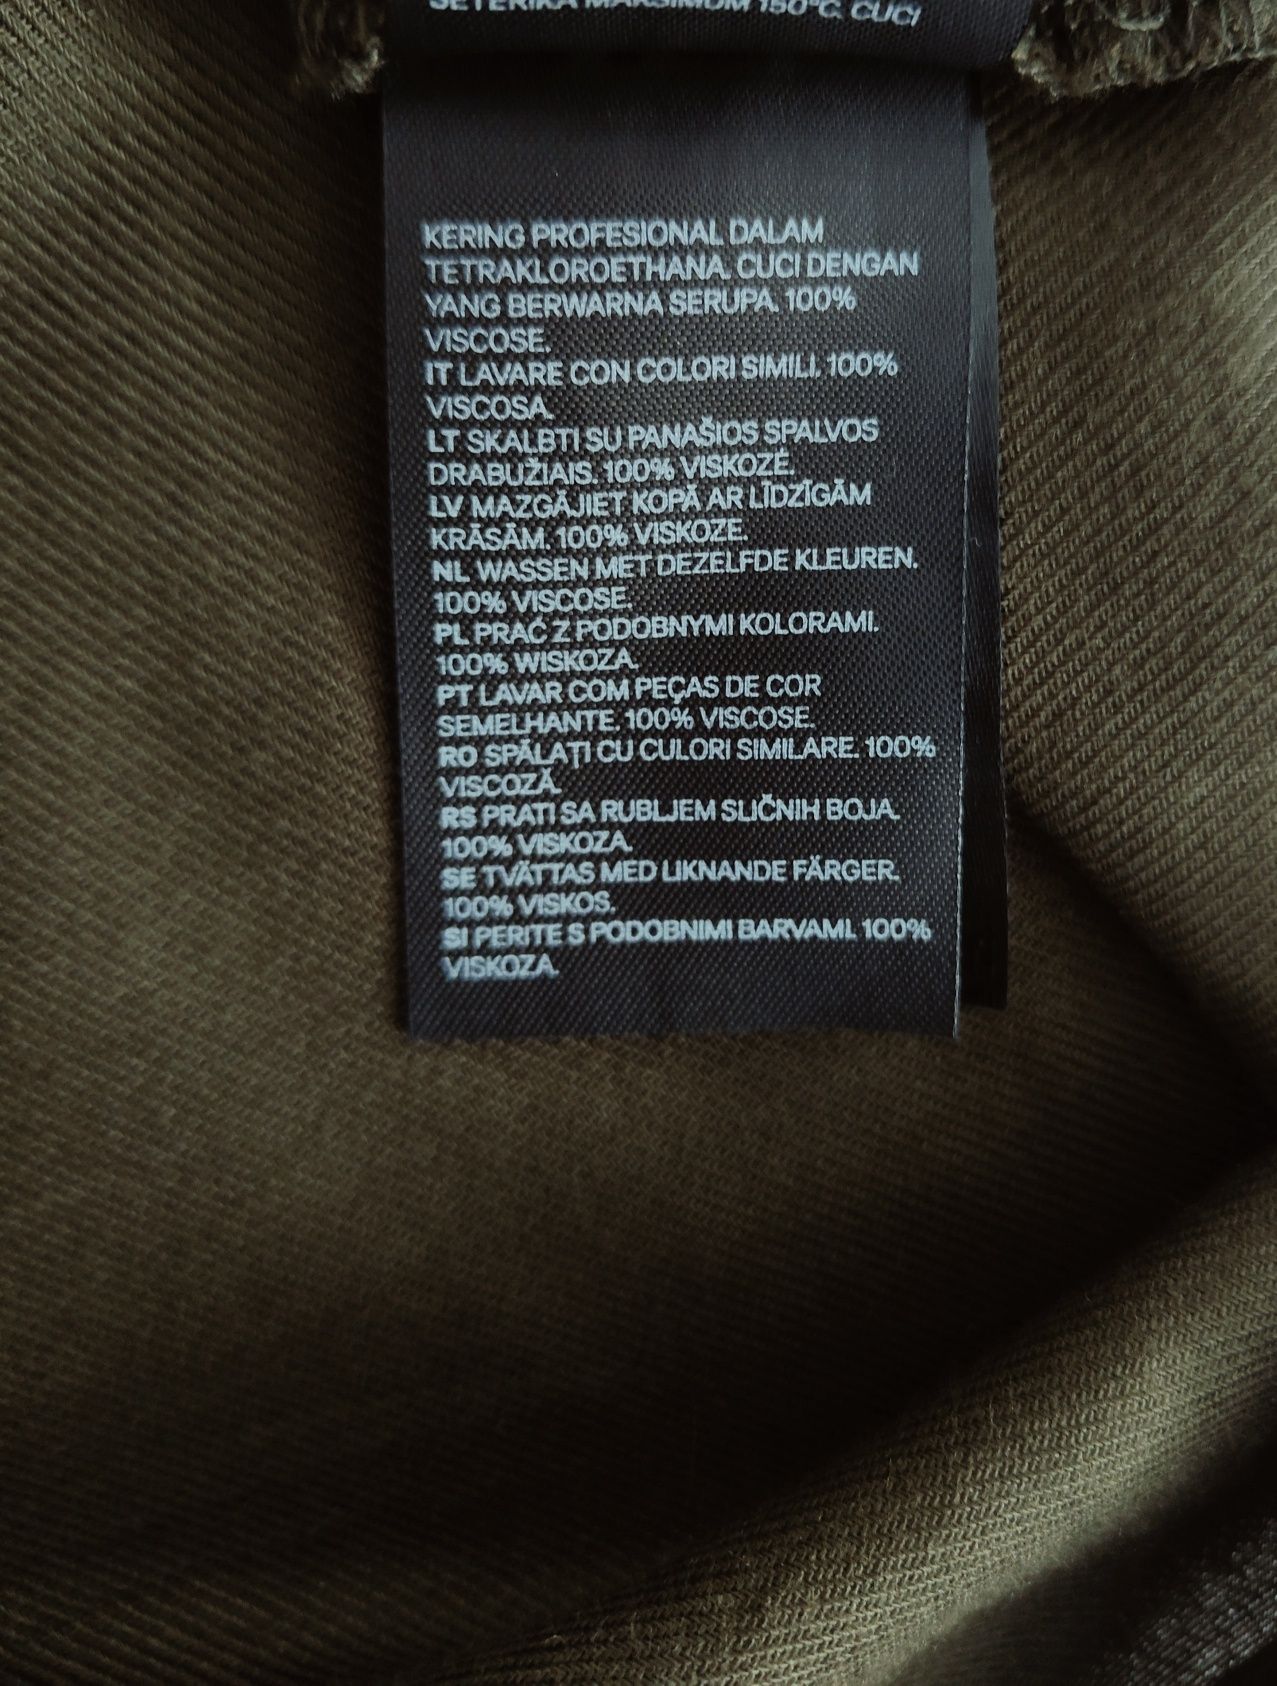 SETERIKA MAKSIMUM 150°C. CUCI
KERING PROFESIONAL DALAM
TETRAKLOROETHANA. CUCI DENGAN
YANG BERWARNA SERUPA. 100%
VISCOSE.
IT LAVARE CON COLORI SIMILI. 100%
VISCOSA.
LT SKALBTI SU PANAŠIOS SPALVOS
DRABUŽIAIS. 100% VISKOZĖ.
LV MAZGĀJIET KOPĀ AR LĪDZĪGĀM
KRĀSĀM. 100% VISKOZE.
NL WASSEN MET DEZELFDE KLEUREN.
100% VISCOSE.
PL PRAĆ Z PODOBNYMI KOLORAMI.
100% WISKOZA.
PT LAVAR COM PEÇAS DE COR
SEMELHANTE. 100% VISCOSE.
RO SPĂLAȚI CU CULORI SIMILARE. 100%
VISCOZĂ.
RS PRATI SA RUBLJEM SLIČNIH BOJA.
100% VISKOZA.
SE TVÄTTAS MED LIKNANDE FÄRGER.
100% VISKOS.
SI PERITE S PODOBNIMI BARVAMI. 100%
VISKOZA.